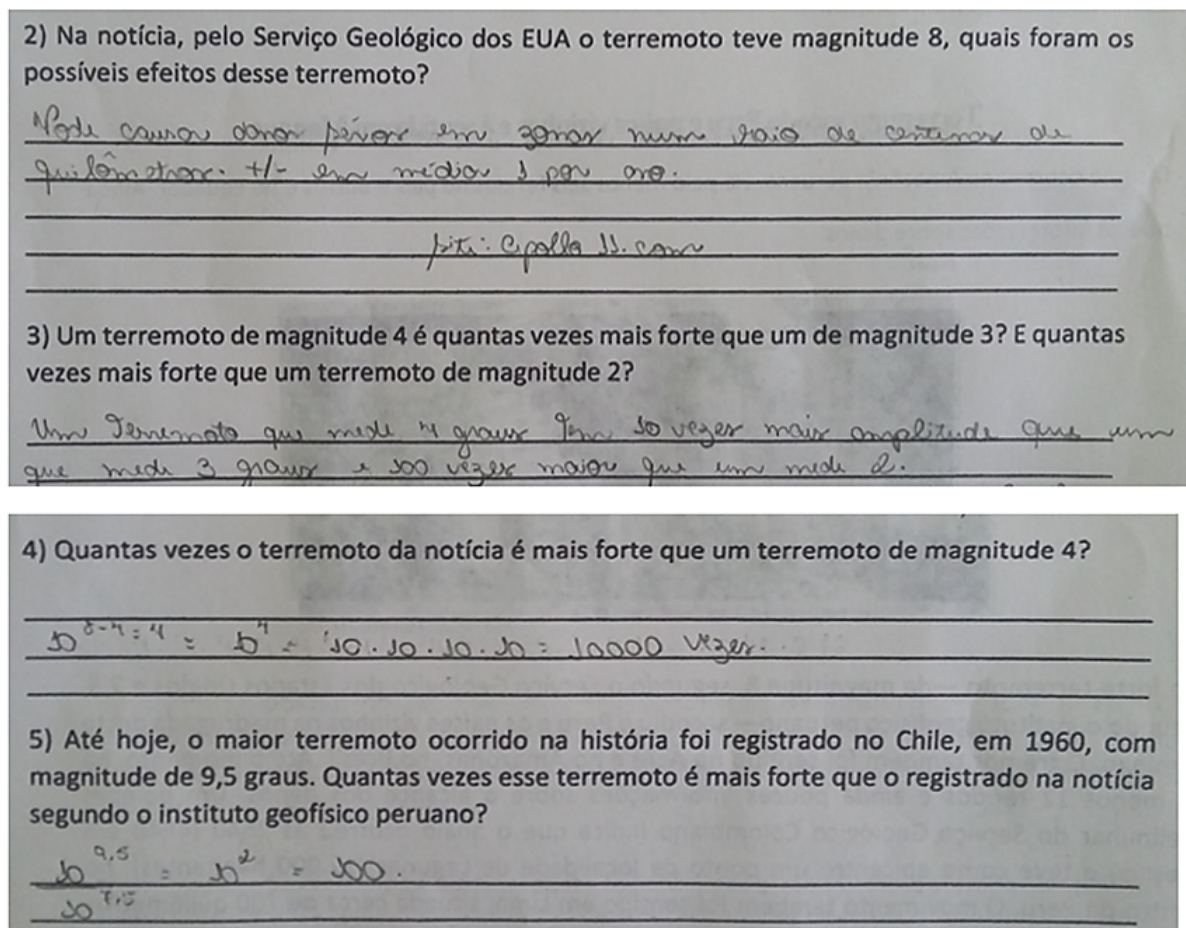 2) Na notícia, pelo Serviço Geológico dos EUA o terremoto teve magnitude 8, quais foram os
possíveis efeitos desse terremoto?
Pode causar danos sérios em zonas num raio de centenas de
quilômetros. +/- em média 1 por ano.
site: Apollo 11.com
3) Um terremoto de magnitude 4 é quantas vezes mais forte que um de magnitude 3? E quantas
vezes mais forte que um terremoto de magnitude 2?
Um Terremoto que mede 4 graus Tem 10 vezes mais amplitude que um
que mede 3 graus e 100 vezes maior que um mede 2.
4) Quantas vezes o terremoto da notícia é mais forte que um terremoto de magnitude 4?
10^8-4=4 = 10^4 = 10.10.10.10 = 10000 vezes.
5) Até hoje, o maior terremoto ocorrido na história foi registrado no Chile, em 1960, com
magnitude de 9,5 graus. Quantas vezes esse terremoto é mais forte que o registrado na notícia
segundo o instituto geofísico peruano?
10^9,5 = 10^2 = 100.
10^7,5